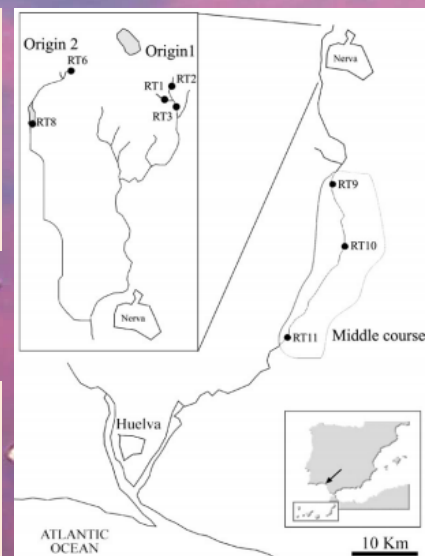 Origin 2
Origin1
RT6
RT2
RT1
RT3
RT8
Nerva
Nerva
RT9
RT10
RT11
Middle course
Huelva
ATLANTIC
OCEAN
10 Km